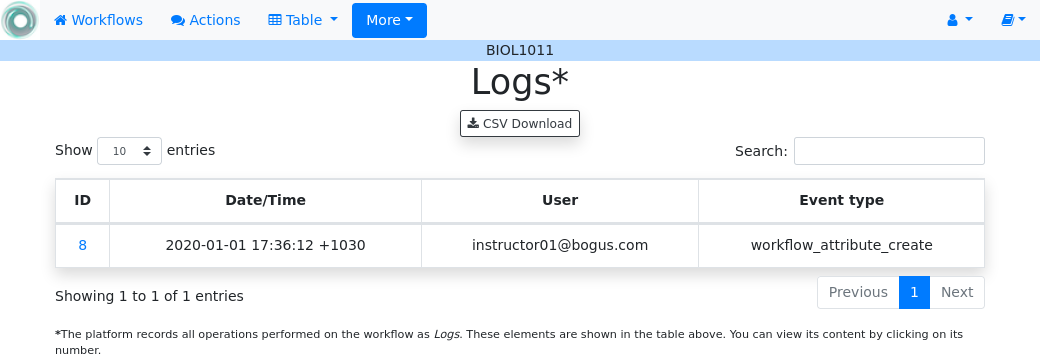 Workflows Actions Table More
BIOL1011
Logs*
CSV Download
Show 10 entries Search:
ID Date/Time User Event type
8 2020-01-01 17:36:12 +1030 instructor01@bogus.com workflow_attribute_create
Showing 1 to 1 of 1 entries Previous 1 Next
*The platform records all operations performed on the workflow as Logs. These elements are shown in the table above. You can view its content by clicking on its
number.